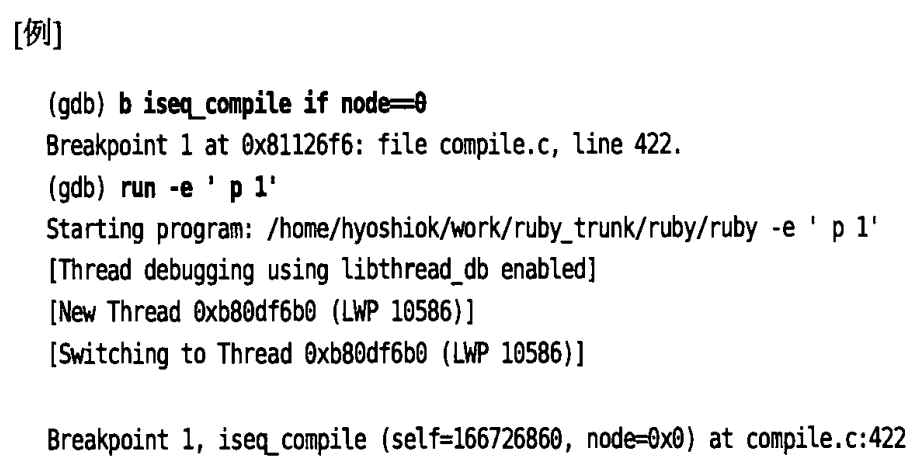 [例]
(gdb) b iseq_compile if node==0
Breakpoint 1 at 0x81126f6: file compile.c, line 422.
(gdb) run -e ' p 1'
Starting program: /home/hyoshiok/work/ruby_trunk/ruby/ruby -e ' p 1'
[Thread debugging using libthread_db enabled]
[New Thread 0xb80df6b0 (LWP 10586)]
[Switching to Thread 0xb80df6b0 (LWP 10586)]
Breakpoint 1, iseq_compile (self=166726860, node=0x0) at compile.c:422